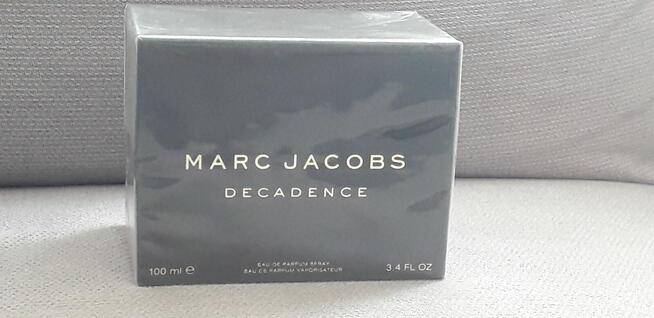 MARC JACOBS
DECADENCE
EAU DE PARFUM SPRAY
EAU DE PARFUM VAPORISATEUR
100 ml ℮
3.4 FL OZ